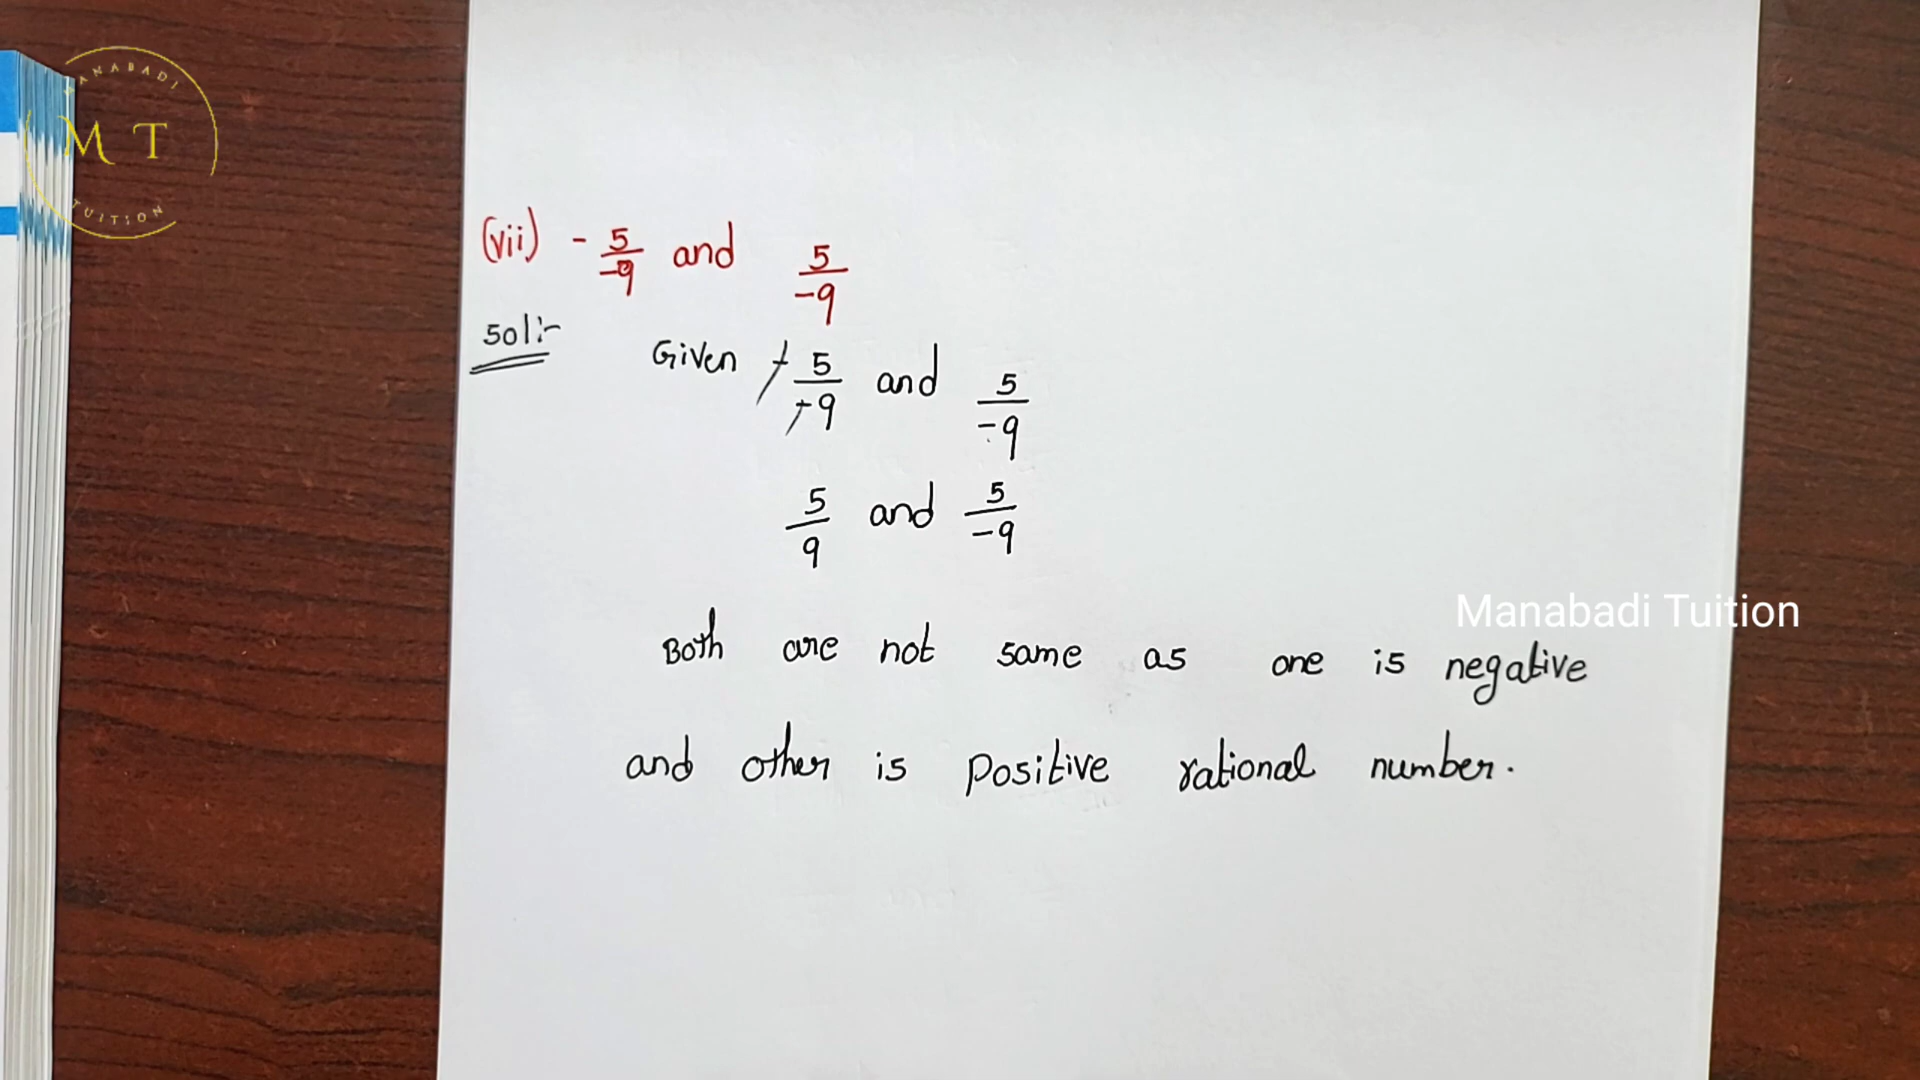 MANABADI
M T
TUITION
(vii) - 5/-9 and 5/-9
Sol:-
Given - 5/-9 and 5/-9
5/9 and 5/-9
Manabadi Tuition
Both are not same as one is negative
and other is positive rational number.